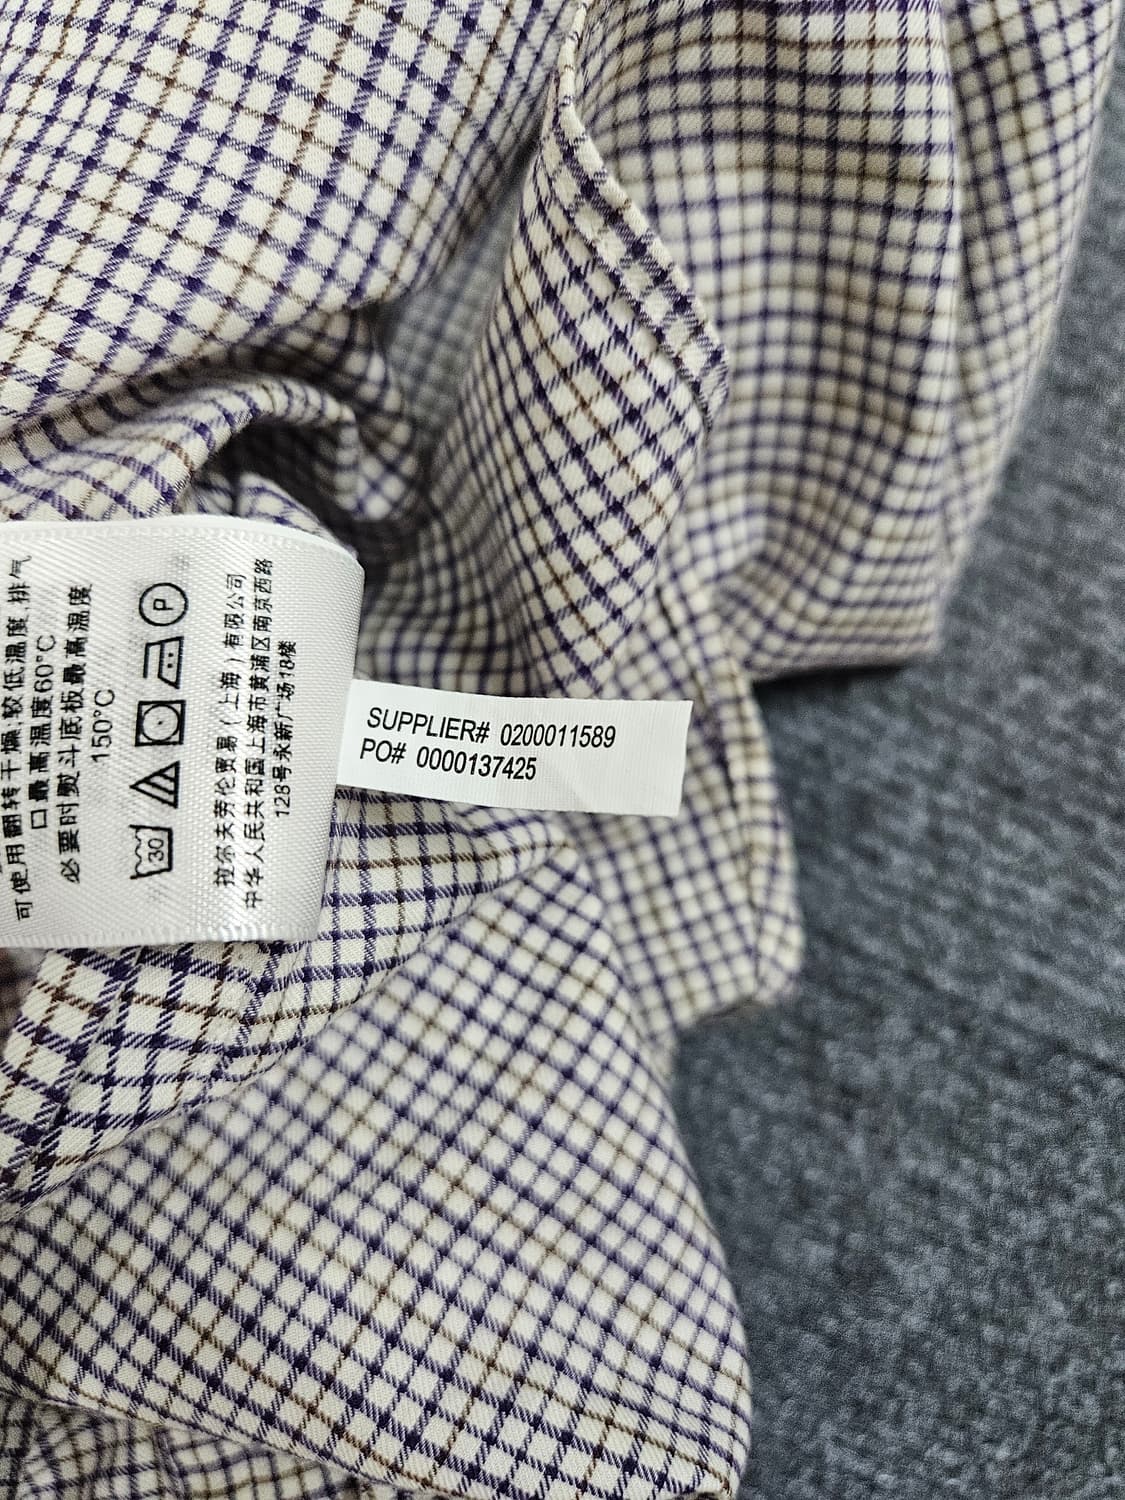 可使用翻转干燥,较低温度,排气
口最高温度60°C
必要时熨斗底板最高温度
150°C
30
P
拉尔夫劳伦贸易(上海)有限公司
中华人民共和国上海市黄浦区南京西路
128号永新广场18楼
SUPPLIER# 0200011589
PO# 0000137425